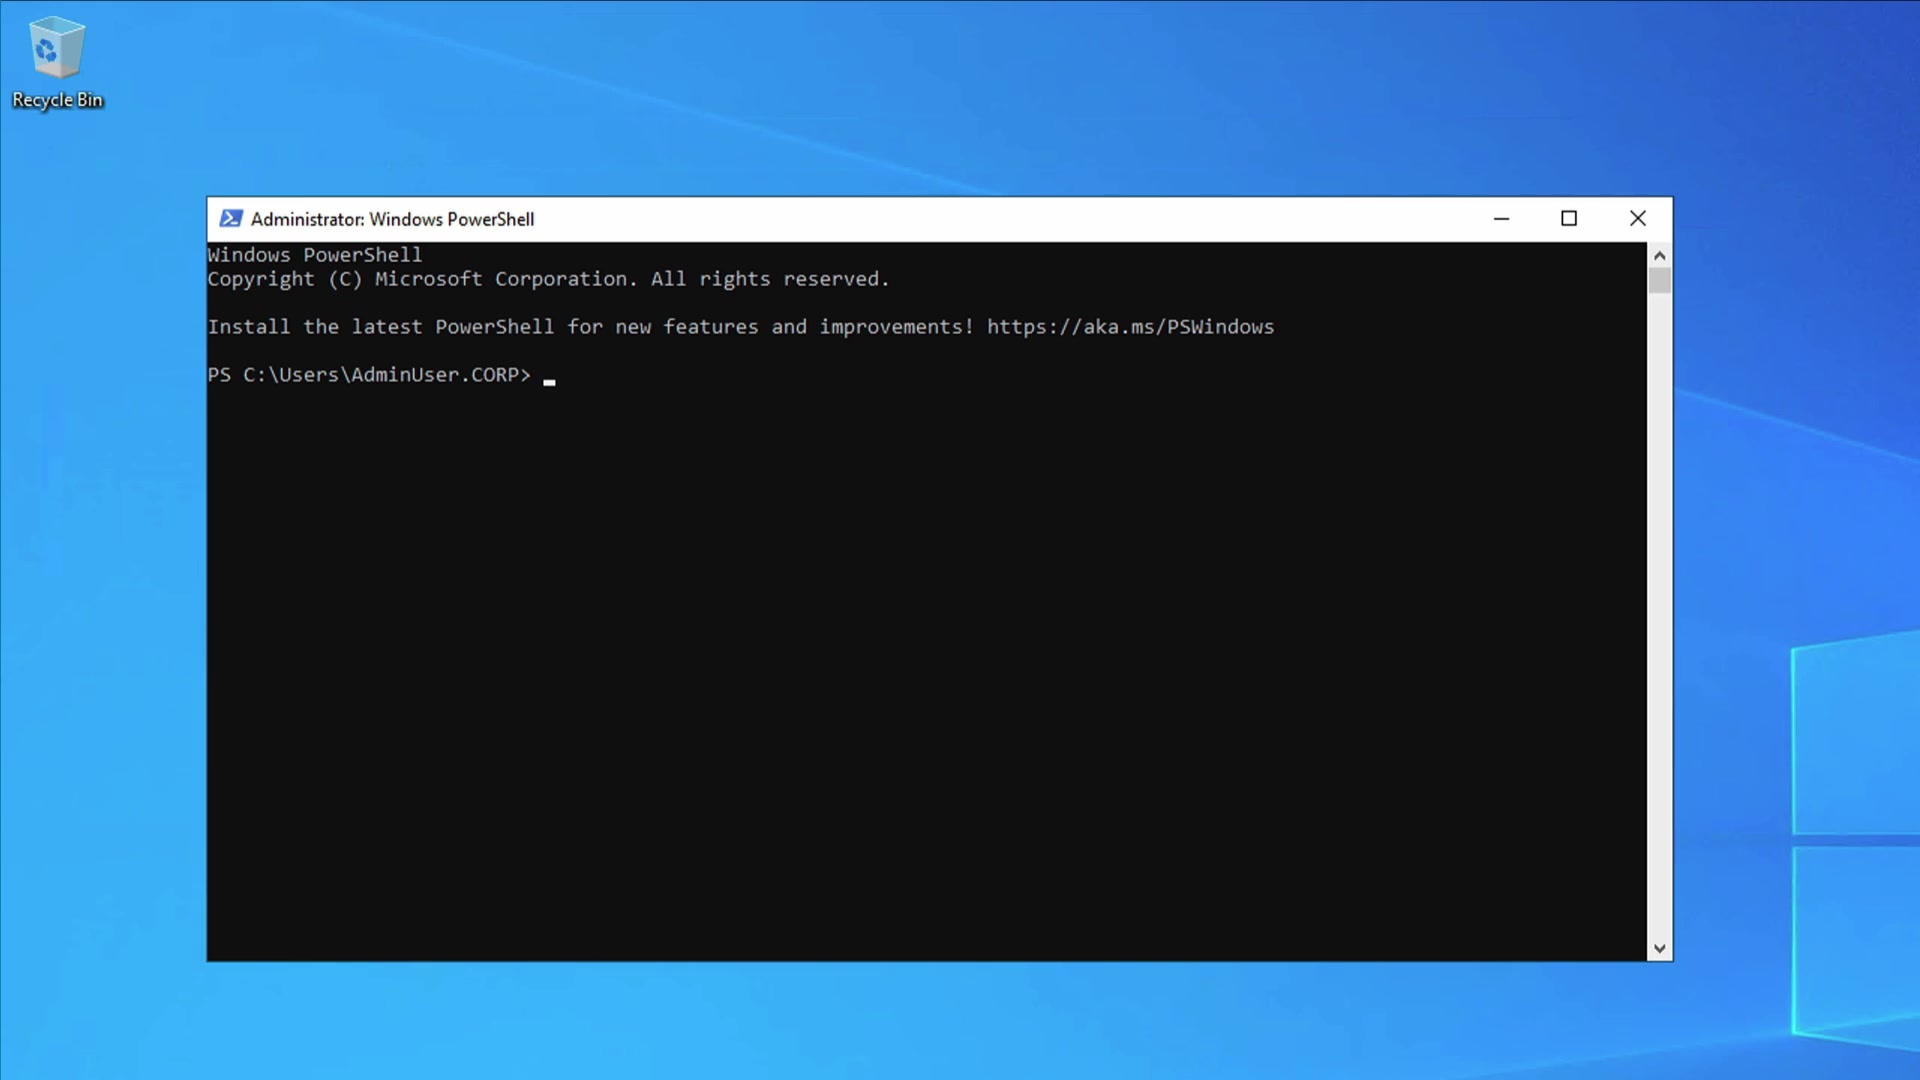 Recycle Bin
Administrator: Windows PowerShell
Windows PowerShell
Copyright (C) Microsoft Corporation. All rights reserved.
Install the latest PowerShell for new features and improvements! https://aka.ms/PSWindows
PS C:\Users\AdminUser.CORP>